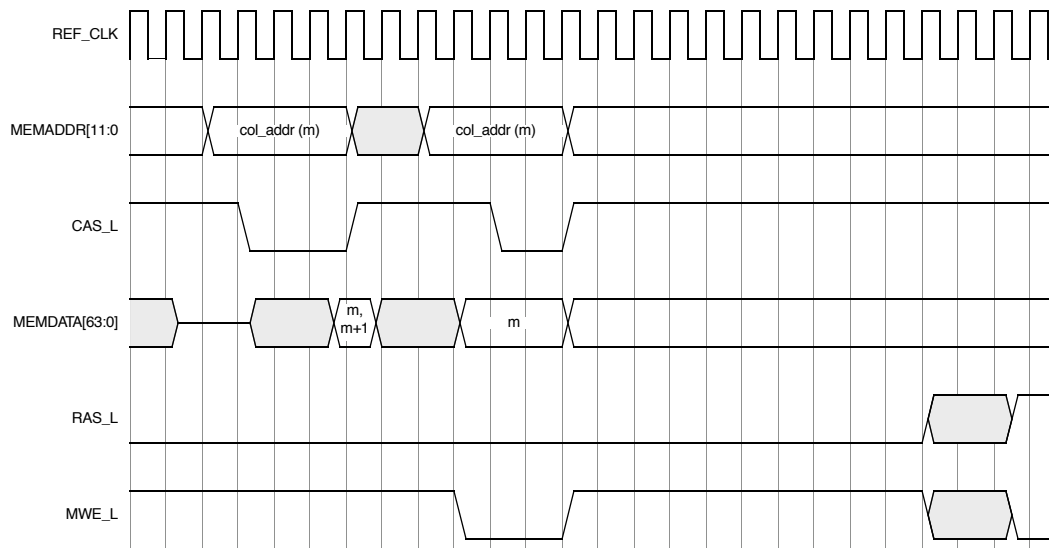 REF_CLK
MEMADDR[11:0
col_addr (m)
col_addr (m)
CAS_L
MEMDATA[63:0]
m,
m+1
m
RAS_L
MWE_L